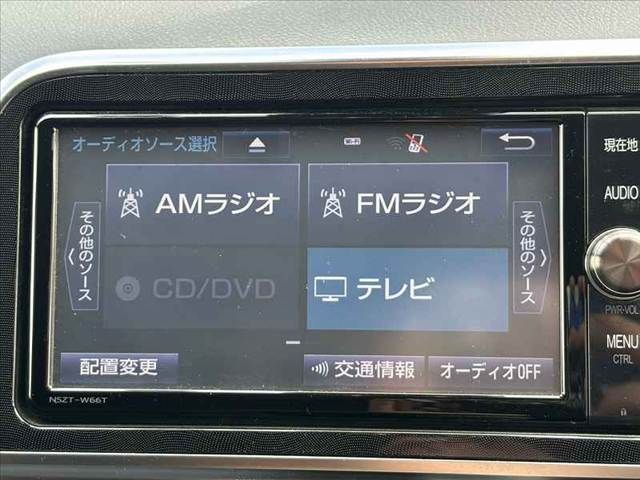 オーディオソース選択
Wi-Fi
現在地
AMラジオ
FMラジオ
AUDIO
その他のソース
その他のソース
CD/DVD
テレビ
PWR・VOL
MENU
CTRL
配置変更
交通情報
オーディオOFF
NSZT-W66T